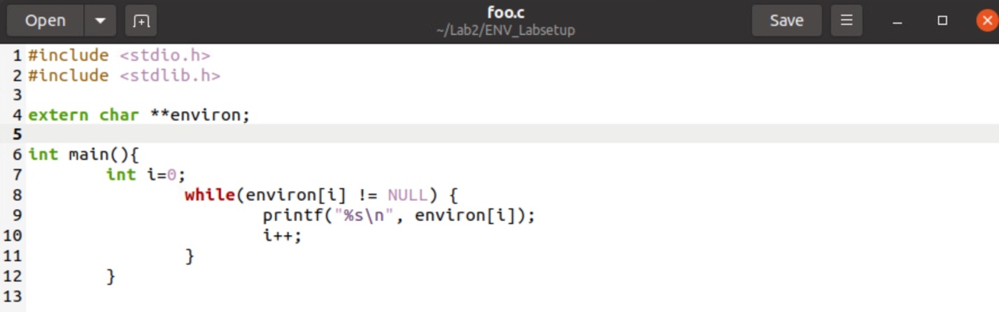 Open
foo.c
~/Lab2/ENV_Labsetup
Save
1 #include <stdio.h>
2 #include <stdlib.h>
3
4 extern char **environ;
5
6 int main(){
7         int i=0;
8                 while(environ[i] != NULL) {
9                         printf("%s\n", environ[i]);
10                         i++;
11                 }
12         }
13